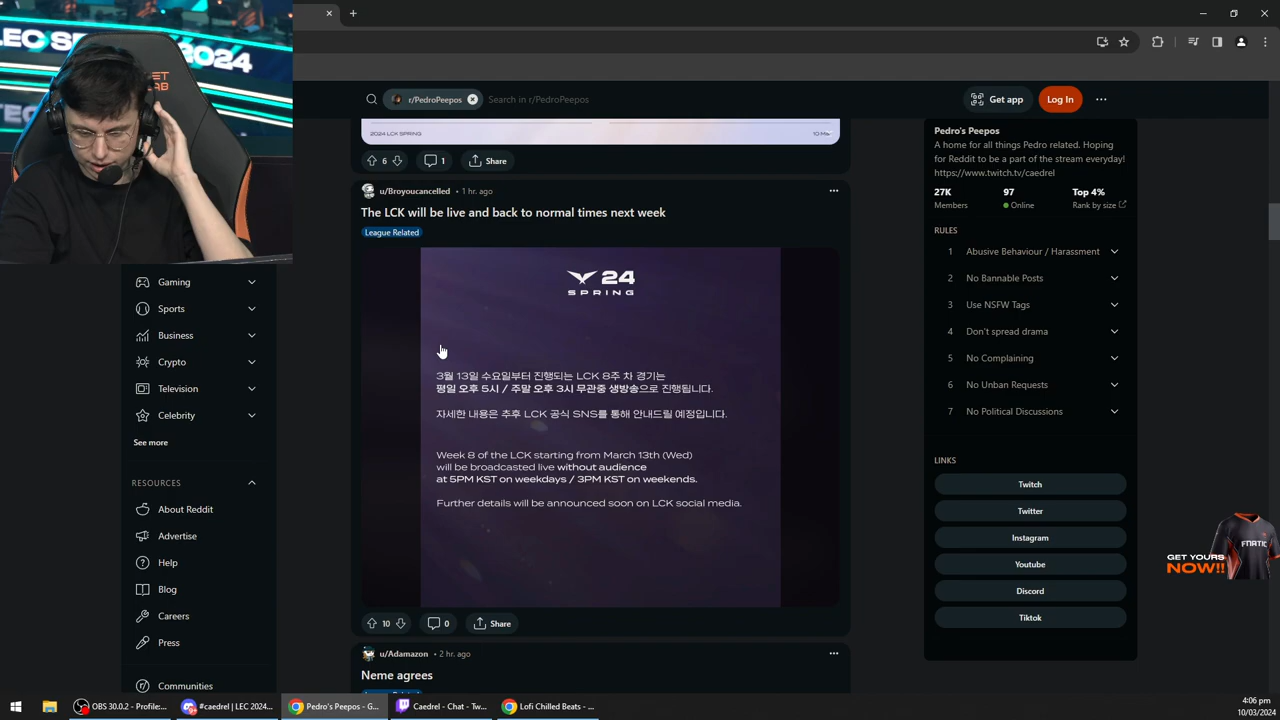 LEC SP
2024
r/PedroPeepos
Search in r/PedroPeepos
Get app
Log In
2024 LCK SPRING
6
1
Share
u/Broyoucancelled • 1 hr. ago
The LCK will be live and back to normal times next week
League Related
24
SPRING
3월 13일 수요일부터 진행되는 LCK 8주 차 경기는
평일 오후 5시 / 주말 오후 3시 무관중 생방송으로 진행됩니다.
자세한 내용은 추후 LCK 공식 SNS를 통해 안내드릴 예정입니다.
Week 8 of the LCK starting from March 13th (Wed)
will be broadcasted live without audience
at 5PM KST on weekdays / 3PM KST on weekends.
Further details will be announced soon on LCK social media.
10
0
Share
u/Adamazon • 2 hr. ago
Neme agrees
Gaming
Sports
Business
Crypto
Television
Celebrity
See more
RESOURCES
About Reddit
Advertise
Help
Blog
Careers
Press
Communities
Pedro's Peepos
A home for all things Pedro related. Hoping
for Reddit to be a part of the stream everyday!
https://www.twitch.tv/caedrel
27K
97
Top 4%
Members
Online
Rank by size
RULES
1 Abusive Behaviour / Harassment
2 No Bannable Posts
3 Use NSFW Tags
4 Don't spread drama
5 No Complaining
6 No Unban Requests
7 No Political Discussions
LINKS
Twitch
Twitter
Instagram
Youtube
Discord
Tiktok
FNATIC
GET YOURS
NOW!!
OBS 30.0.2 - Profile:...
#caedrel | LEC 2024...
Pedro's Peepos - G...
Caedrel - Chat - Tw...
Lofi Chilled Beats - ...
4:06 pm
10/03/2024